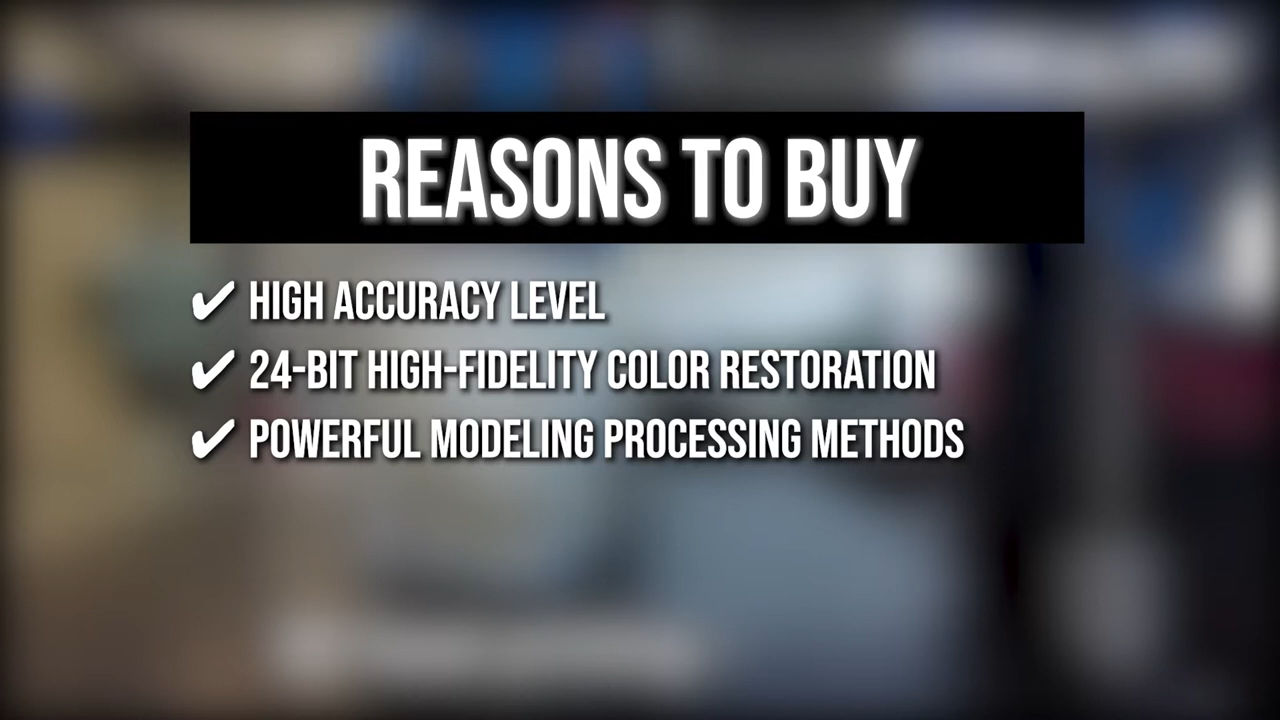 REASONS TO BUY
✔ HIGH ACCURACY LEVEL
✔ 24-BIT HIGH-FIDELITY COLOR RESTORATION
✔ POWERFUL MODELING PROCESSING METHODS